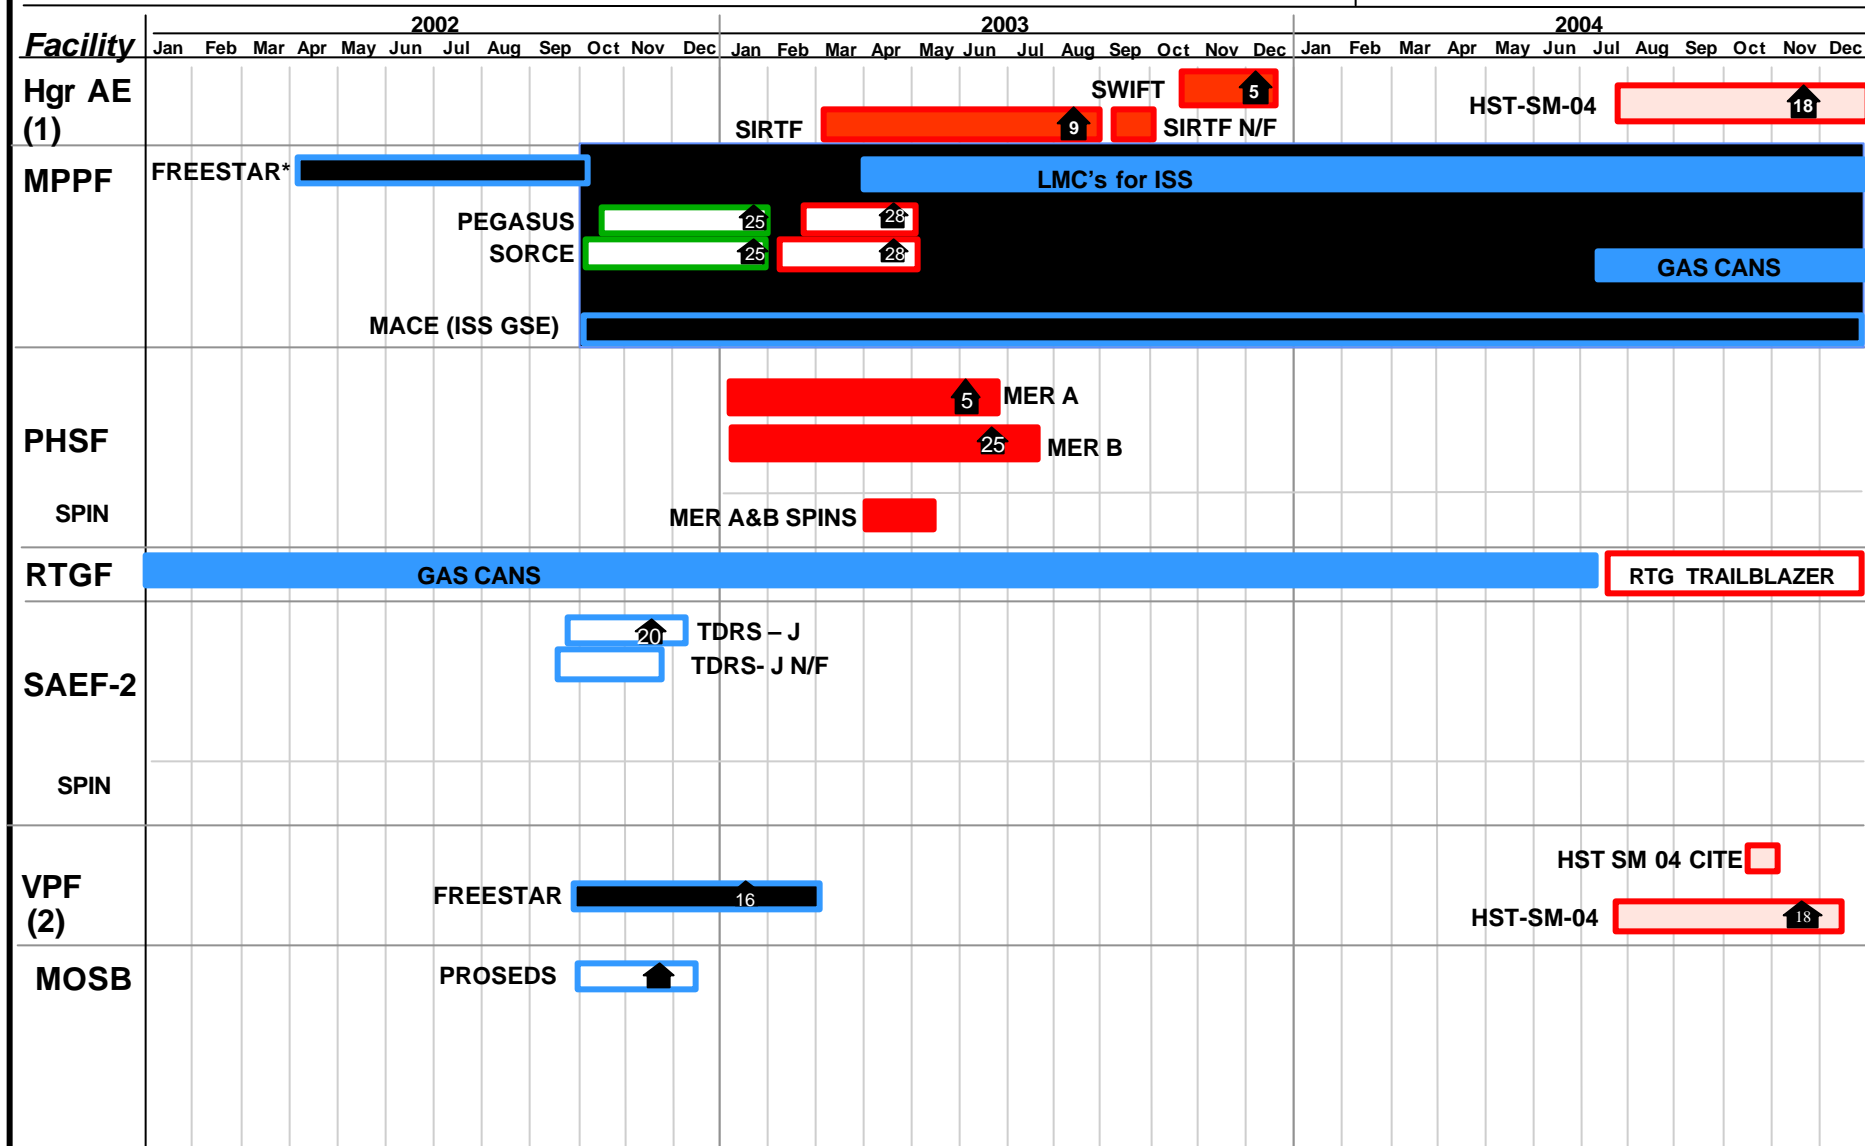 2002 2003 2004
Facility Jan Feb Mar Apr May Jun Jul Aug Sep Oct Nov Dec Jan Feb Mar Apr May Jun Jul Aug Sep Oct Nov Dec Jan Feb Mar Apr May Jun Jul Aug Sep Oct Nov Dec
Hgr AE
(1)
SWIFT 5
HST-SM-04 18
SIRTF 9 SIRTF N/F
MPPF
FREESTAR*
LMC's for ISS
PEGASUS 25 28
SORCE 25 28
GAS CANS
MACE (ISS GSE)
PHSF
5 MER A
25 MER B
SPIN
MER A&B SPINS
RTGF
GAS CANS
RTG TRAILBLAZER
SAEF-2
20 TDRS – J
TDRS- J N/F
SPIN
VPF
(2)
HST SM 04 CITE
FREESTAR 16
HST-SM-04 18
MOSB
PROSEDS